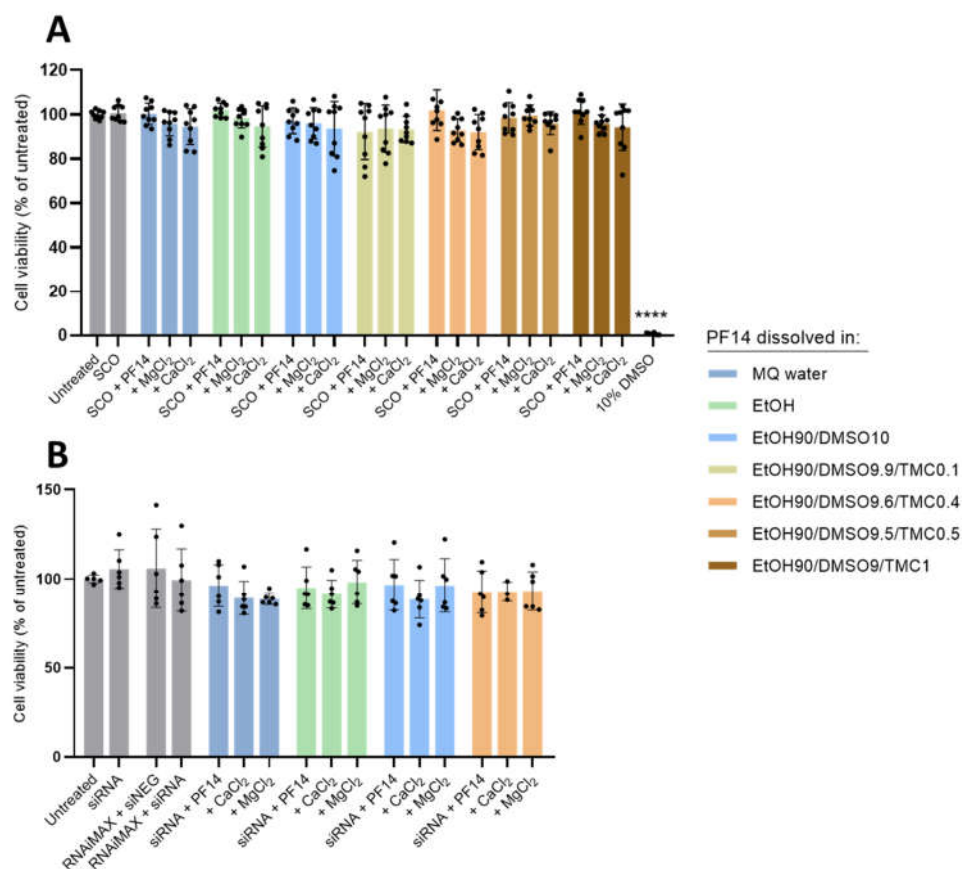 A
Cell viability (% of untreated)
120
100
80
60
40
20
0
****
Untreated
SCO
SCO + PF14
+ MgCl₂
+ CaCl₂
SCO + PF14
+ MgCl₂
+ CaCl₂
SCO + PF14
+ MgCl₂
+ CaCl₂
SCO + PF14
+ MgCl₂
+ CaCl₂
SCO + PF14
+ MgCl₂
+ CaCl₂
SCO + PF14
+ MgCl₂
+ CaCl₂
SCO + PF14
+ MgCl₂
+ CaCl₂
10% DMSO
PF14 dissolved in:
MQ water
EtOH
EtOH90/DMSO10
EtOH90/DMSO9.9/TMC0.1
EtOH90/DMSO9.6/TMC0.4
EtOH90/DMSO9.5/TMC0.5
EtOH90/DMSO9/TMC1
B
Cell viability (% of untreated)
150
100
50
0
Untreated
siRNA
RNAiMAX + siNEG
RNAiMAX + siRNA
siRNA + PF14
+ CaCl₂
+ MgCl₂
siRNA + PF14
+ CaCl₂
+ MgCl₂
siRNA + PF14
+ CaCl₂
+ MgCl₂
siRNA + PF14
+ CaCl₂
+ MgCl₂